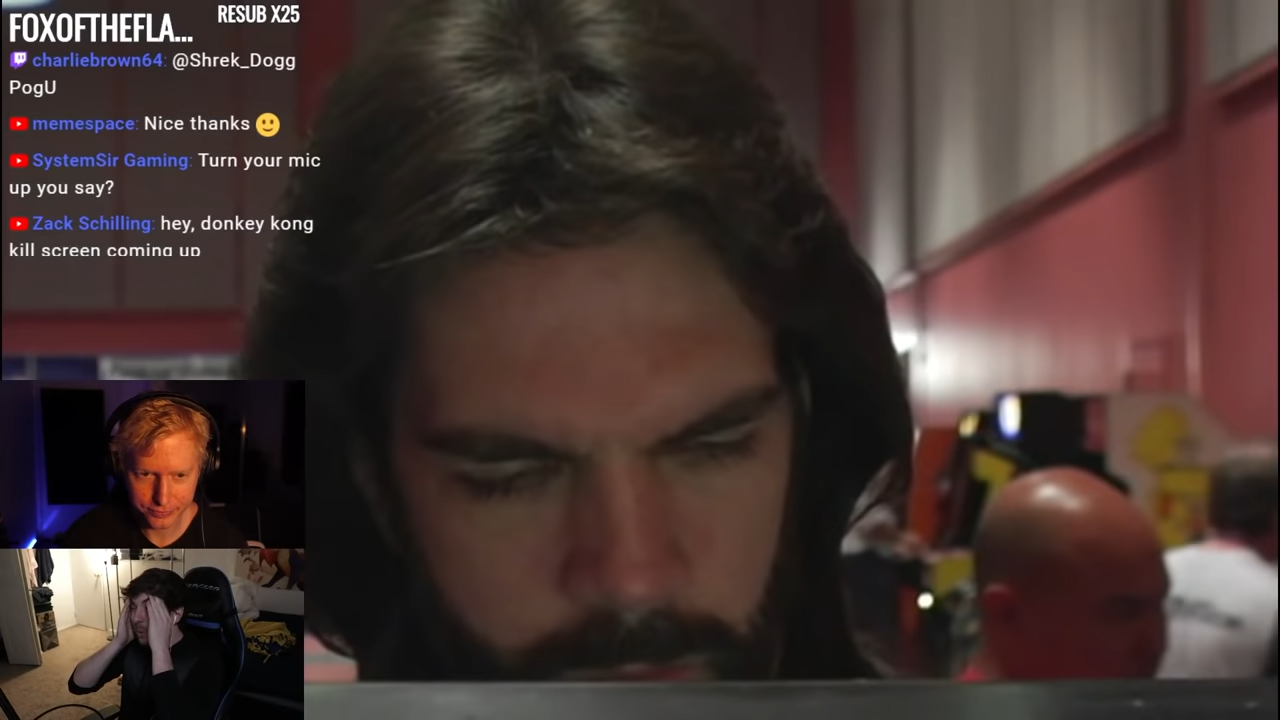 RESUB X25
FOXOFTHEFLA...
charliebrown64: @Shrek_Dogg
PogU
memespace: Nice thanks 🙂
SystemSir Gaming: Turn your mic
up you say?
Zack Schilling: hey, donkey kong
kill screen coming up